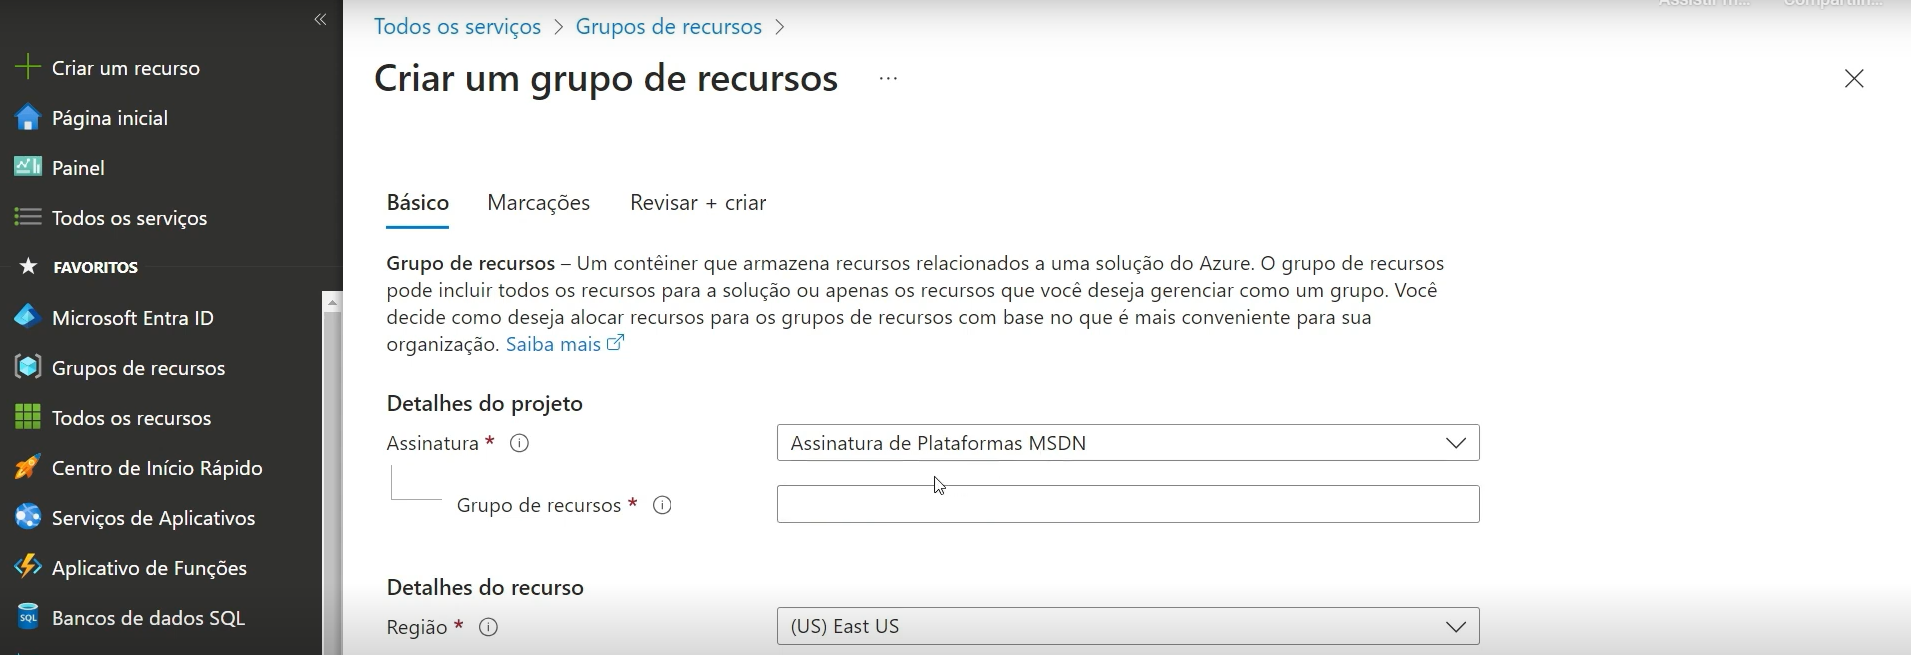 Todos os serviços > Grupos de recursos >
Criar um grupo de recursos ...
Criar um recurso
Página inicial
Painel
Todos os serviços
FAVORITOS
Microsoft Entra ID
Grupos de recursos
Todos os recursos
Centro de Início Rápido
Serviços de Aplicativos
Aplicativo de Funções
SQL
Bancos de dados SQL
Básico Marcações Revisar + criar
Grupo de recursos – Um contêiner que armazena recursos relacionados a uma solução do Azure. O grupo de recursos
pode incluir todos os recursos para a solução ou apenas os recursos que você deseja gerenciar como um grupo. Você
decide como deseja alocar recursos para os grupos de recursos com base no que é mais conveniente para sua
organização. Saiba mais
Detalhes do projeto
Assinatura * Assinatura de Plataformas MSDN
Grupo de recursos *
Detalhes do recurso
Região * (US) East US